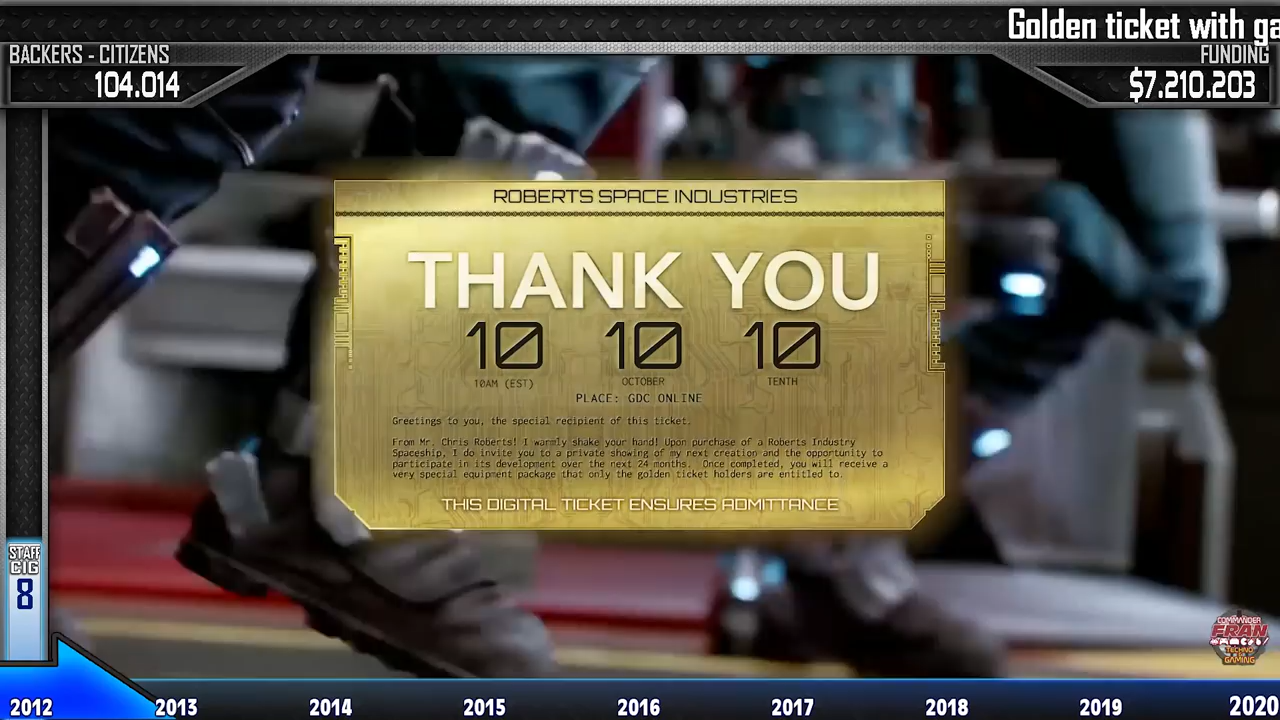 Golden ticket with ga
BACKERS - CITIZENS
104.014
FUNDING
$7.210.203
ROBERTS SPACE INDUSTRIES
THANK YOU
10 10 10
10AM (EST) OCTOBER TENTH
PLACE: GDC ONLINE
Greetings to you, the special recipient of this ticket.
From Mr. Chris Roberts! I warmly shake your hand! Upon purchase of a Roberts Industry
Spaceship, I do invite you to a private showing of my next creation and the opportunity to
participate in its development over the next 24 months. Once completed, you will receive a
very special equipment package that only the golden ticket holders are entitled to.
THIS DIGITAL TICKET ENSURES ADMITTANCE
STAFF
CIG
8
COMMANDER
FRAN
TECHNO
GAMING
2012 2013 2014 2015 2016 2017 2018 2019 2020